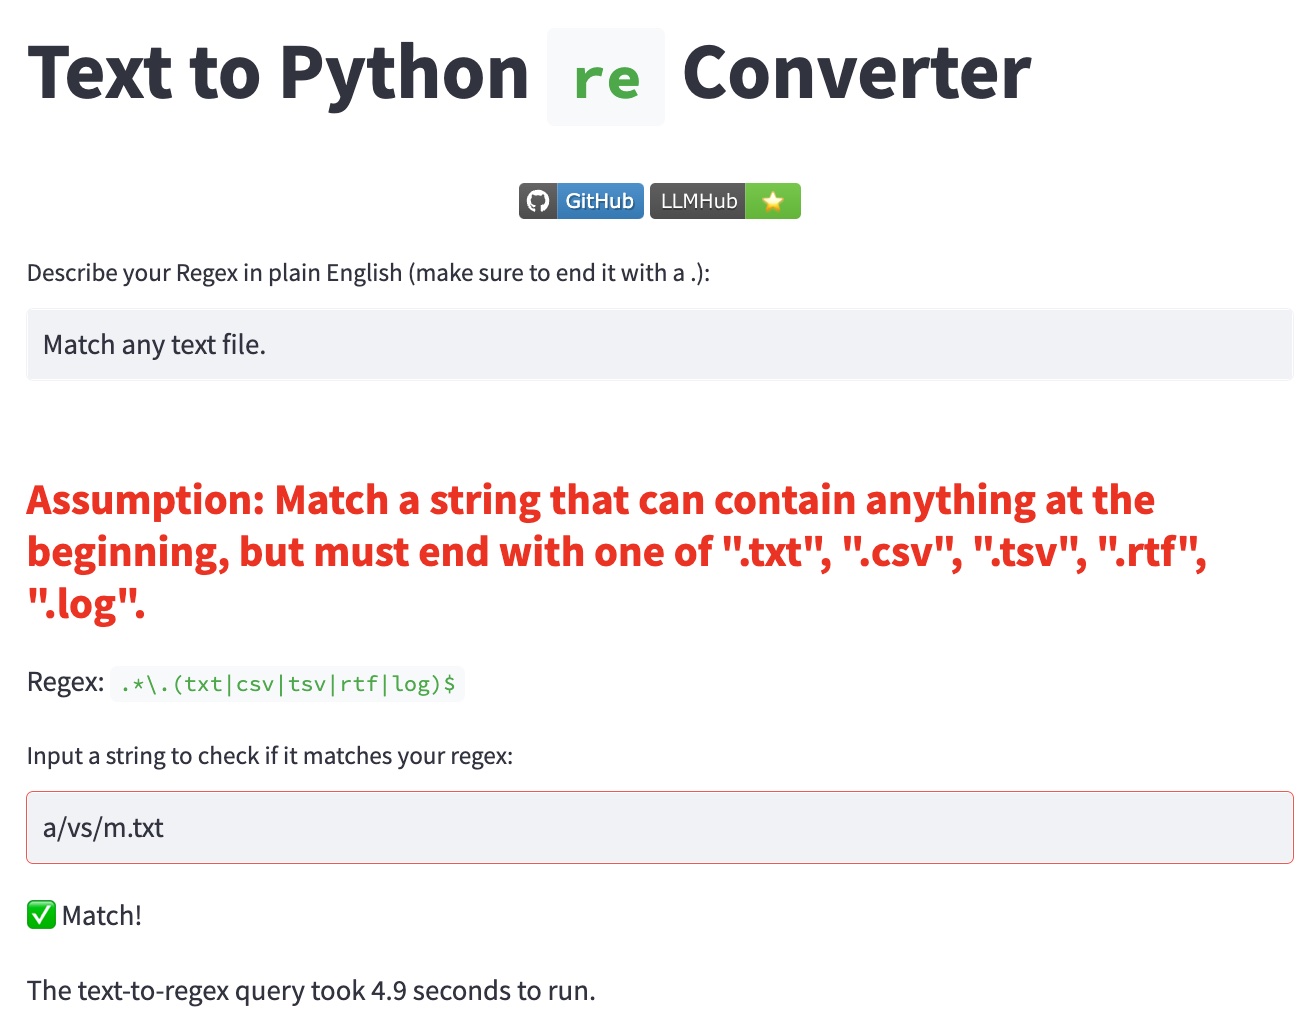 Text to Python re Converter
GitHub LLMHub
Describe your Regex in plain English (make sure to end it with a .):
Match any text file.
Assumption: Match a string that can contain anything at the
beginning, but must end with one of ".txt", ".csv", ".tsv", ".rtf",
".log".
Regex: .*\.(txt|csv|tsv|rtf|log)$
Input a string to check if it matches your regex:
a/vs/m.txt
✅ Match!
The text-to-regex query took 4.9 seconds to run.